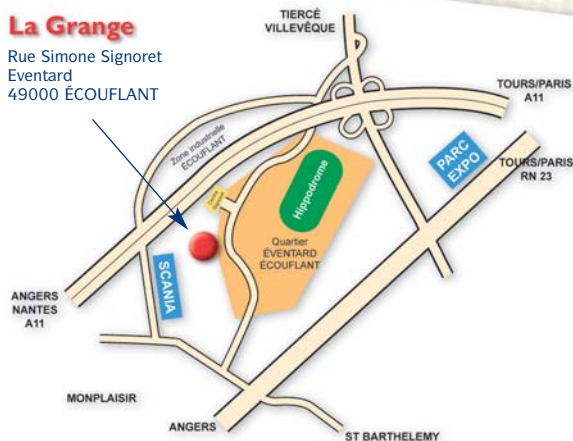 La Grange
Rue Simone Signoret
Eventard
49000 ÉCOUFLANT
TIERCÉ
VILLEVÊQUE
TOURS/PARIS
A11
Zone industrielle
ÉCOUFLANT
PARC
EXPO
TOURS/PARIS
RN 23
Hippodrome
Quartier
ÉVENTARD
ÉCOUFLANT
SCANIA
ANGERS
NANTES
A11
MONPLAISIR
ANGERS
ST BARTHELEMY